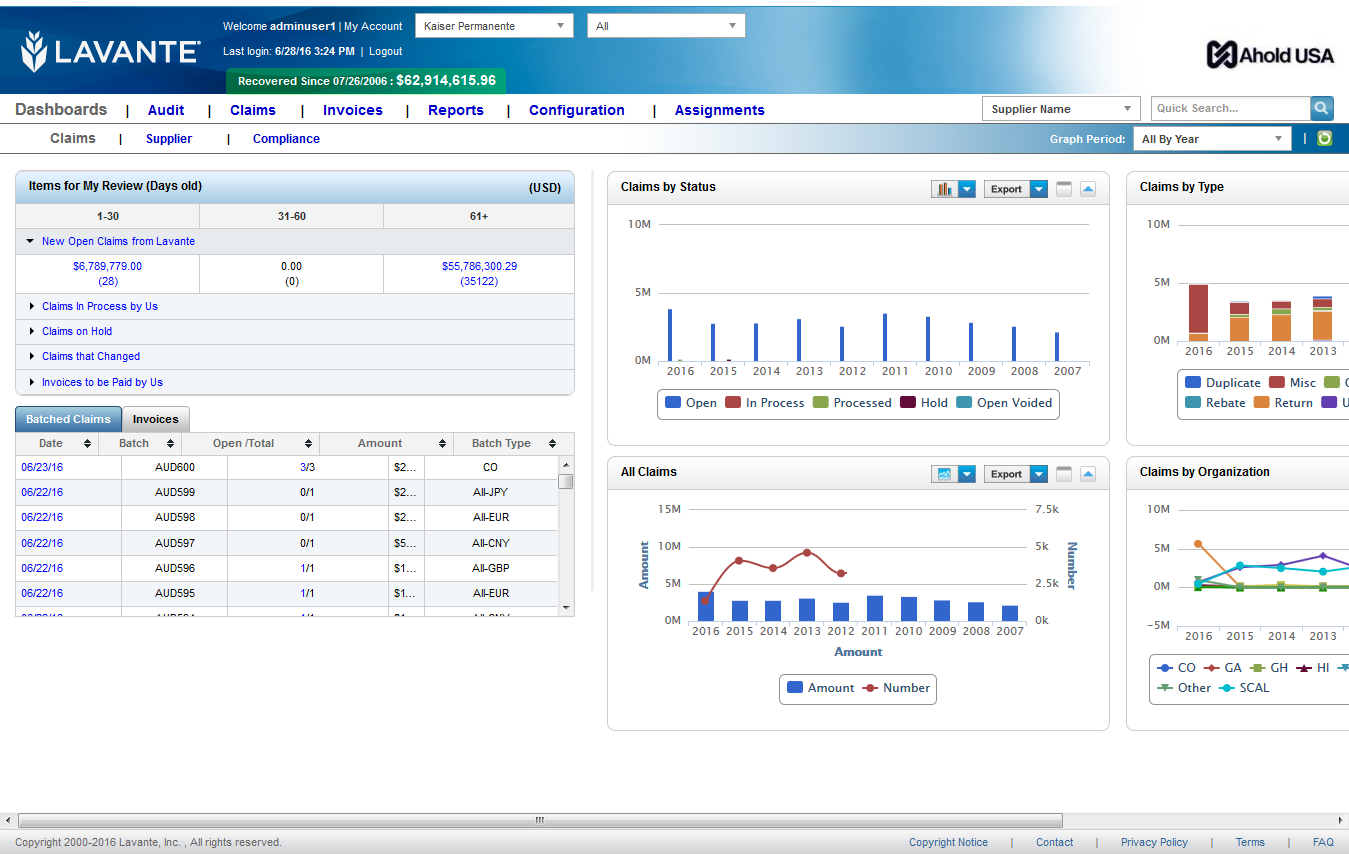 LAVANTE
Welcome adminuser1 | My Account
Kaiser Permanente
All
Last login: 6/28/16 3:24 PM | Logout
Recovered Since 07/26/2006 : $62,914,615.96
Ahold USA
Dashboards | Audit | Claims | Invoices | Reports | Configuration | Assignments
Supplier Name
Quick Search...
Claims | Supplier | Compliance
Graph Period: All By Year |
Items for My Review (Days old) (USD)
1-30 31-60 61+
New Open Claims from Lavante
$6,789,779.00 0.00 $55,786,300.29
(28) (0) (35122)
Claims In Process by Us
Claims on Hold
Claims that Changed
Invoices to be Paid by Us
Batched Claims Invoices
Date Batch Open /Total Amount Batch Type
06/23/16 AUD600 3/3 $2... CO
06/22/16 AUD599 0/1 $2... All-JPY
06/22/16 AUD598 0/1 $2... All-EUR
06/22/16 AUD597 0/1 $5... All-CNY
06/22/16 AUD596 1/1 $1... All-GBP
06/22/16 AUD595 1/1 $1... All-EUR
Claims by Status
Export
10M
5M
0M
2016 2015 2014 2013 2012 2011 2010 2009 2008 2007
Open In Process Processed Hold Open Voided
Claims by Type
10M
5M
0M
2016 2015 2014 2013
Duplicate Misc
Rebate Return
All Claims
Export
15M 7.5k
10M 5k
5M 2.5k
0M 0k
Amount
Number
2016 2015 2014 2013 2012 2011 2010 2009 2008 2007
Amount
Amount Number
Claims by Organization
10M
5M
0M
−5M
2016 2015 2014 2013
CO GA GH HI
Other SCAL
Copyright 2000-2016 Lavante, Inc. , All rights reserved.
Copyright Notice | Contact | Privacy Policy | Terms | FAQ